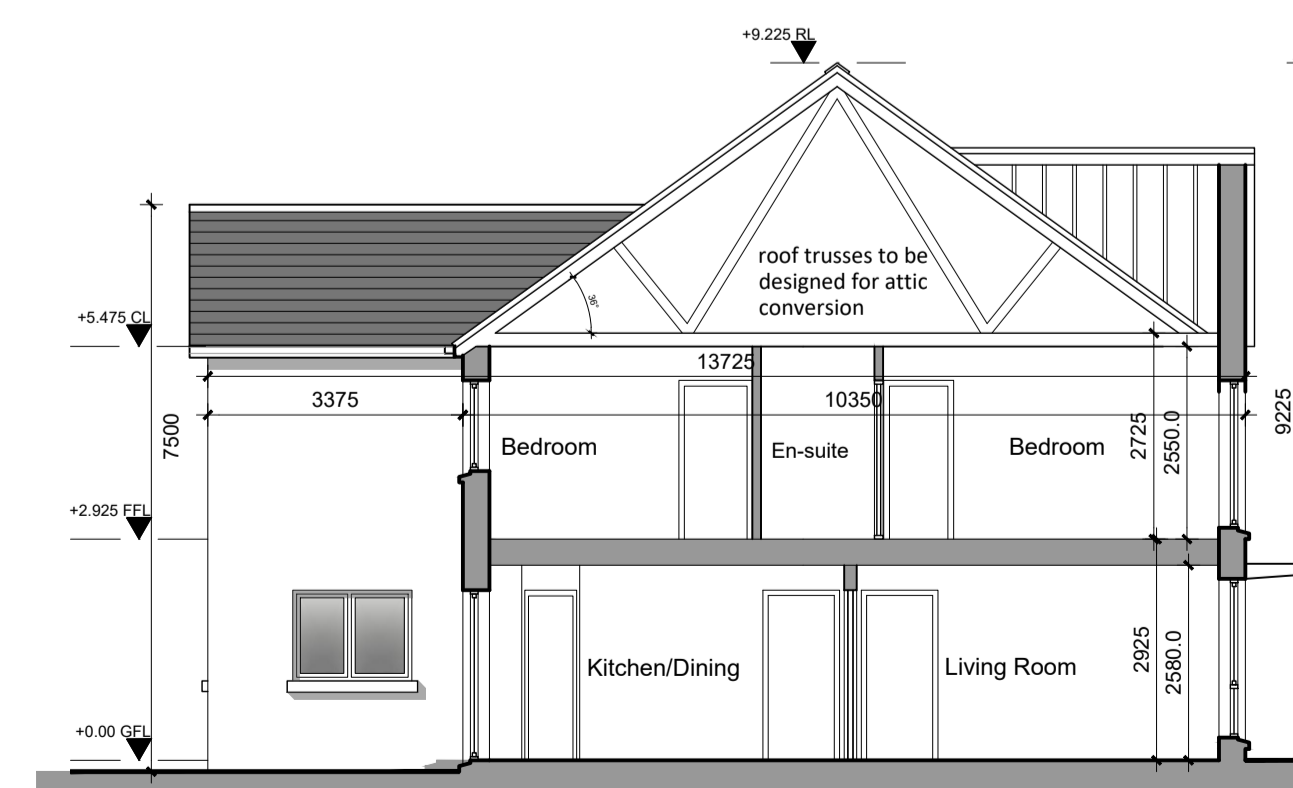 +9.225 RL
roof trusses to be
designed for attic
conversion
36°
+5.475 CL
13725
3375
10350
7500
2725
2550.0
9225
Bedroom
En-suite
Bedroom
+2.925 FFL
Kitchen/Dining
Living Room
2925
2580.0
+0.00 GFL